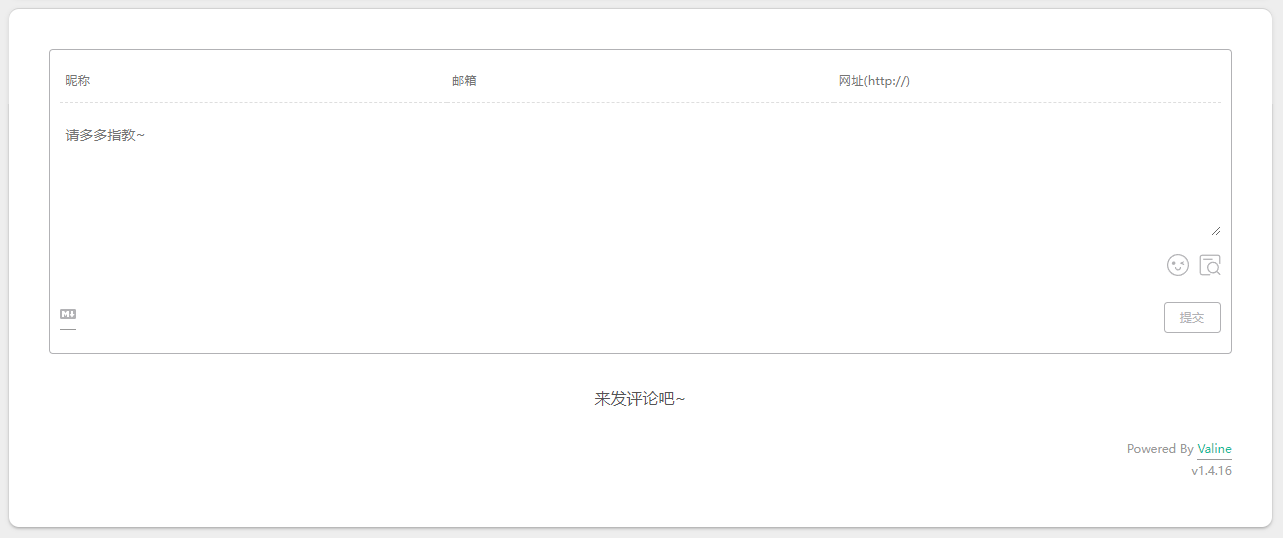 昵称 邮箱 网址(http://)
请多多指教~
M 提交
来发评论吧~
Powered By Valine
v1.4.16